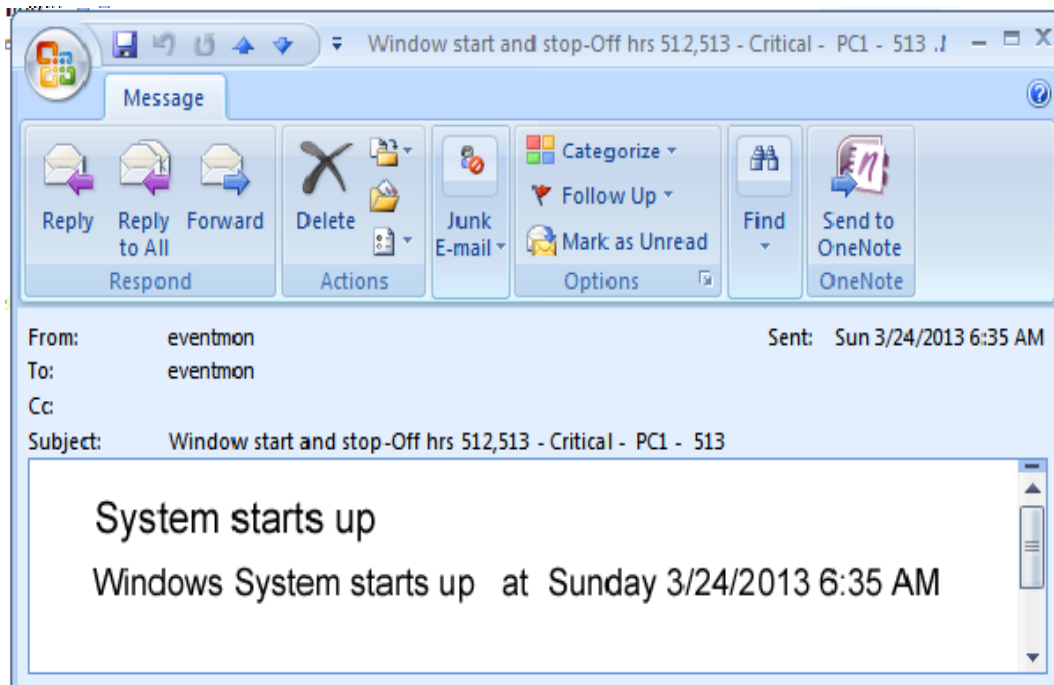 Window start and stop-Off hrs 512,513 - Critical - PC1 - 513 .
Message
Reply
Reply to All
Forward
Respond
Delete
Actions
Junk E-mail
Categorize
Follow Up
Mark as Unread
Options
Find
Send to OneNote
OneNote
From: eventmon
Sent: Sun 3/24/2013 6:35 AM
To: eventmon
Cc:
Subject: Window start and stop-Off hrs 512,513 - Critical - PC1 - 513
System starts up
Windows System starts up at Sunday 3/24/2013 6:35 AM